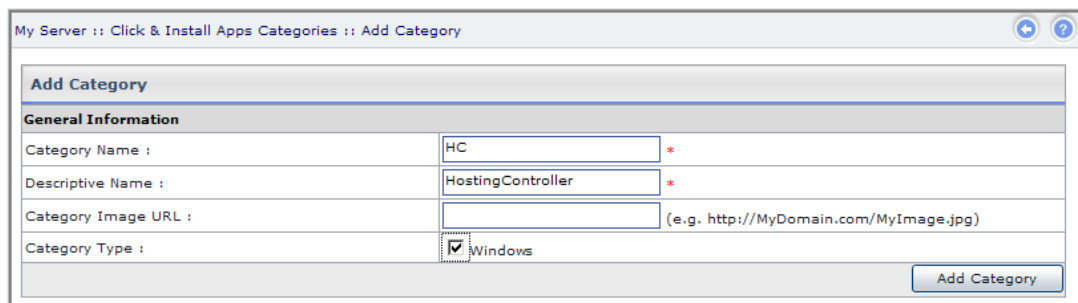 My Server :: Click & Install Apps Categories :: Add Category
Add Category
General Information
Category Name : HC *
Descriptive Name : HostingController *
Category Image URL : (e.g. http://MyDomain.com/MyImage.jpg)
Category Type : Windows
Add Category